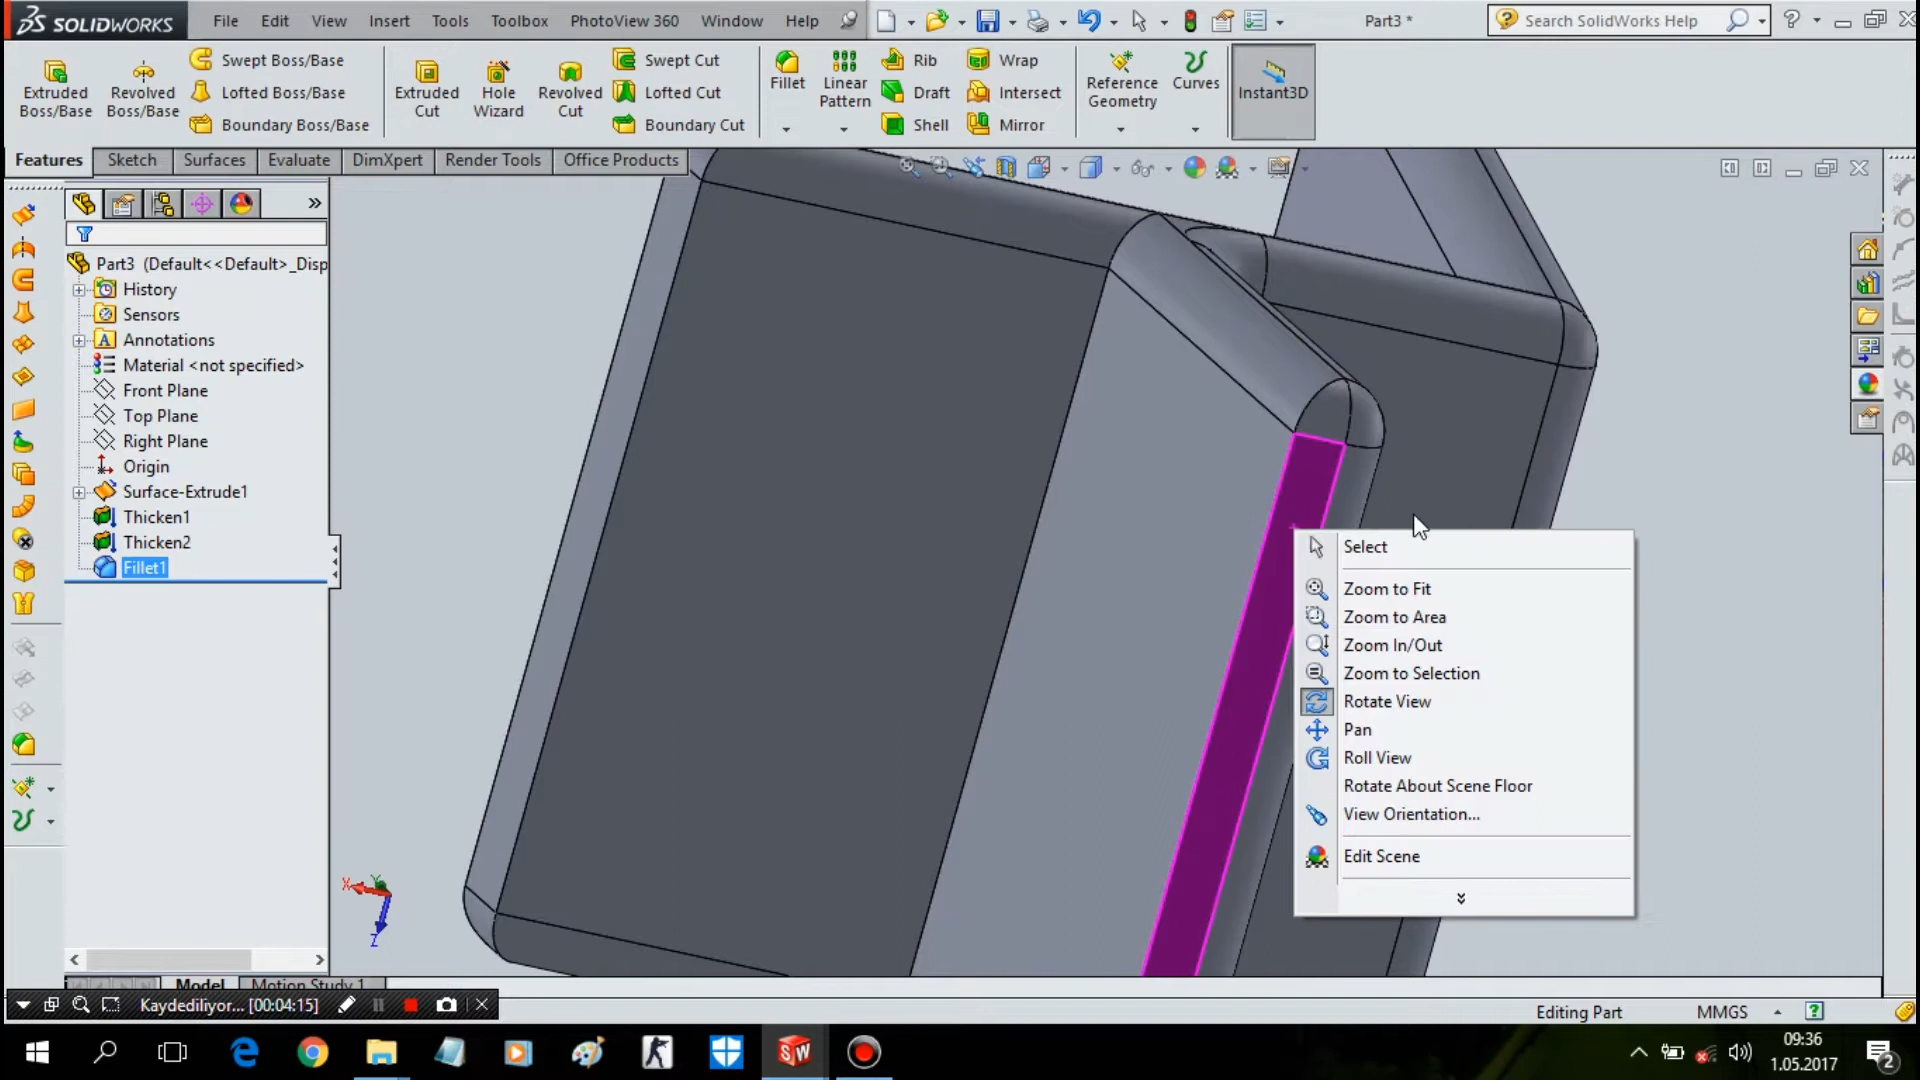 SOLIDWORKS File Edit View Insert Tools Toolbox PhotoView 360 Window Help Part3 * Search SolidWorks Help
Extruded Boss/Base
Revolved Boss/Base
Swept Boss/Base
Lofted Boss/Base
Boundary Boss/Base
Extruded Cut
Hole Wizard
Revolved Cut
Swept Cut
Lofted Cut
Boundary Cut
Fillet
Linear Pattern
Rib
Draft
Shell
Wrap
Intersect
Mirror
Reference Geometry
Curves
Instant3D
Features Sketch Surfaces Evaluate DimXpert Render Tools Office Products
Part3 (Default<<Default>_Disp
History
Sensors
Annotations
Material <not specified>
Front Plane
Top Plane
Right Plane
Origin
Surface-Extrude1
Thicken1
Thicken2
Fillet1
Select
Zoom to Fit
Zoom to Area
Zoom In/Out
Zoom to Selection
Rotate View
Pan
Roll View
Rotate About Scene Floor
View Orientation...
Edit Scene
X Y
Z
Model Motion Study 1
Kaydediliyor... [00:04:15]
Editing Part MMGS
SW
09:36
1.05.2017
2